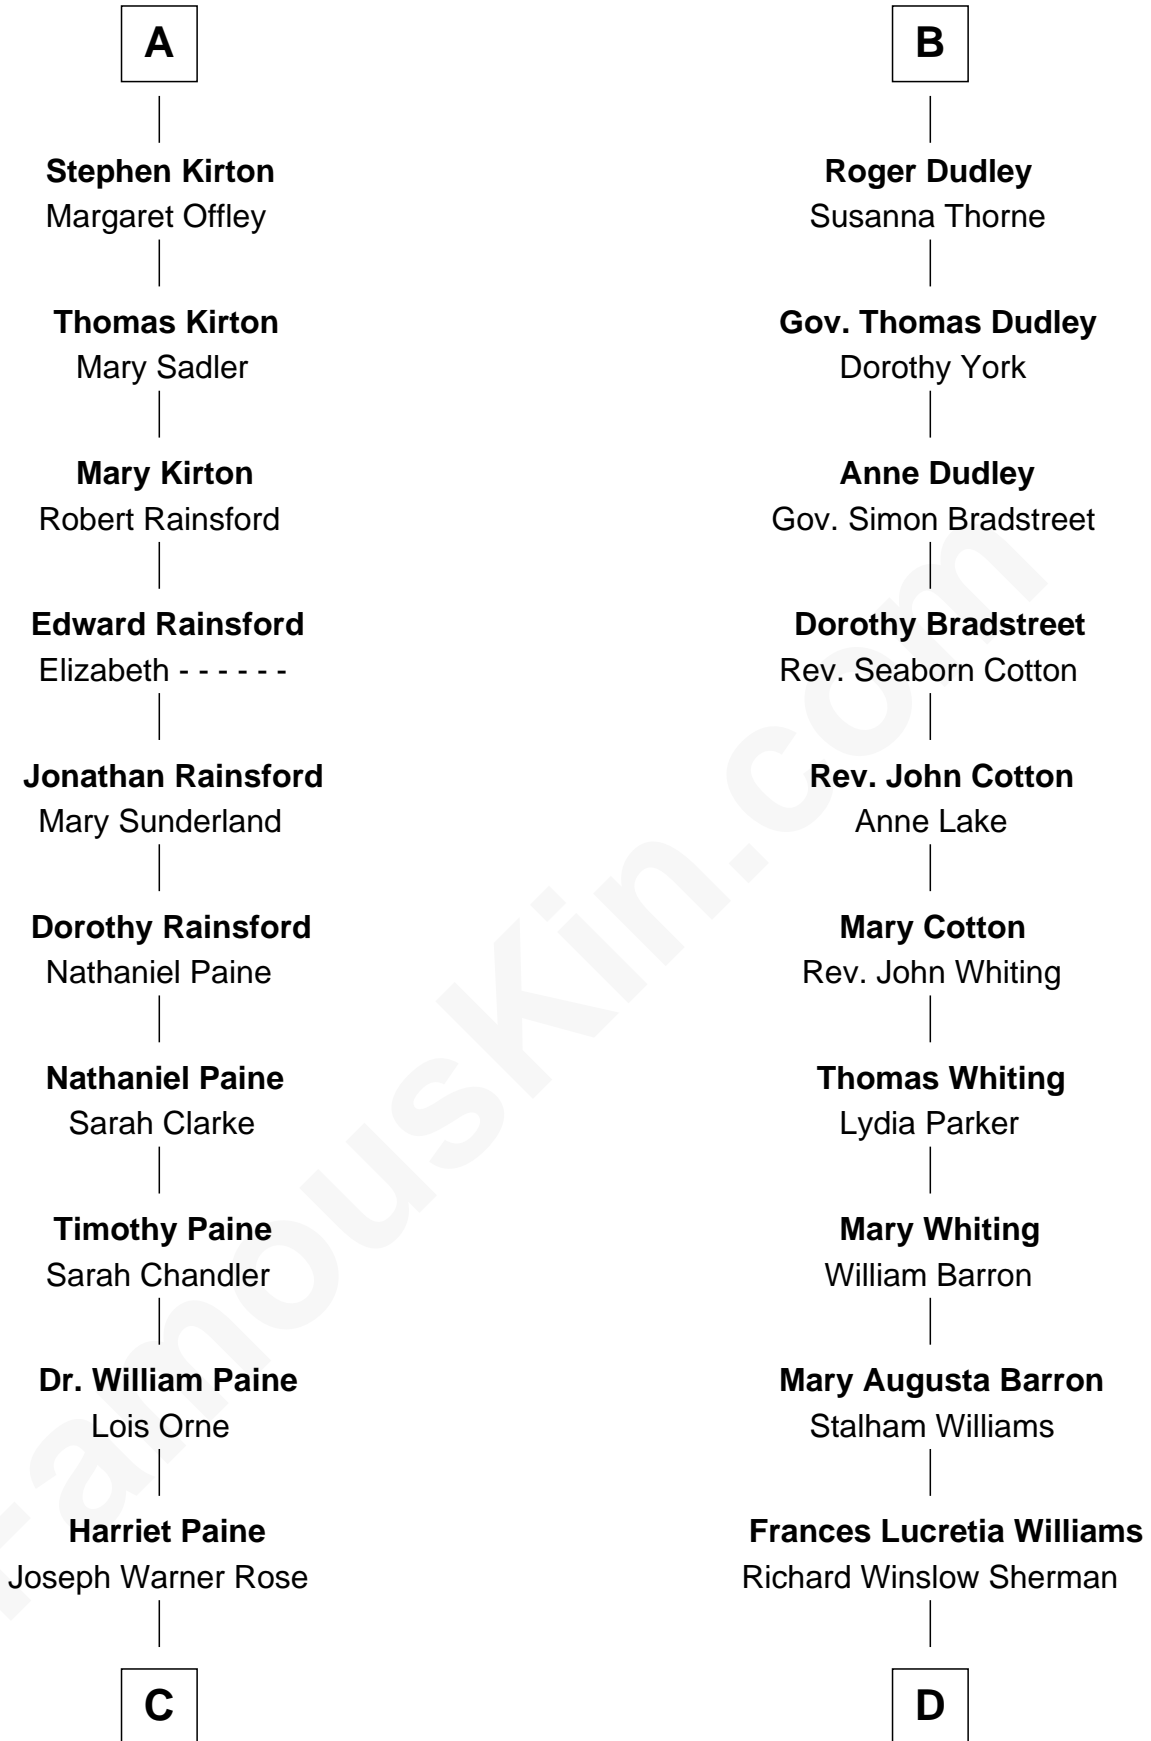 A
Stephen Kirton
Margaret Offley
Thomas Kirton
Mary Sadler
Mary Kirton
Robert Rainsford
Edward Rainsford
Elizabeth - - - - - -
Jonathan Rainsford
Mary Sunderland
Dorothy Rainsford
Nathaniel Paine
Nathaniel Paine
Sarah Clarke
Timothy Paine
Sarah Chandler
Dr. William Paine
Lois Orne
Harriet Paine
Joseph Warner Rose
C
B
Roger Dudley
Susanna Thorne
Gov. Thomas Dudley
Dorothy York
Anne Dudley
Gov. Simon Bradstreet
Dorothy Bradstreet
Rev. Seaborn Cotton
Rev. John Cotton
Anne Lake
Mary Cotton
Rev. John Whiting
Thomas Whiting
Lydia Parker
Mary Whiting
William Barron
Mary Augusta Barron
Stalham Williams
Frances Lucretia Williams
Richard Winslow Sherman
D
FamousKin.com